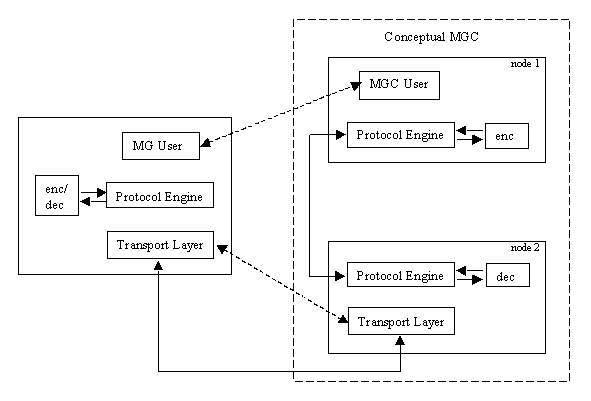 Conceptual MGC
node 1
MGC User
Protocol Engine
enc
MG User
enc/
dec
Protocol Engine
Transport Layer
node 2
Protocol Engine
dec
Transport Layer